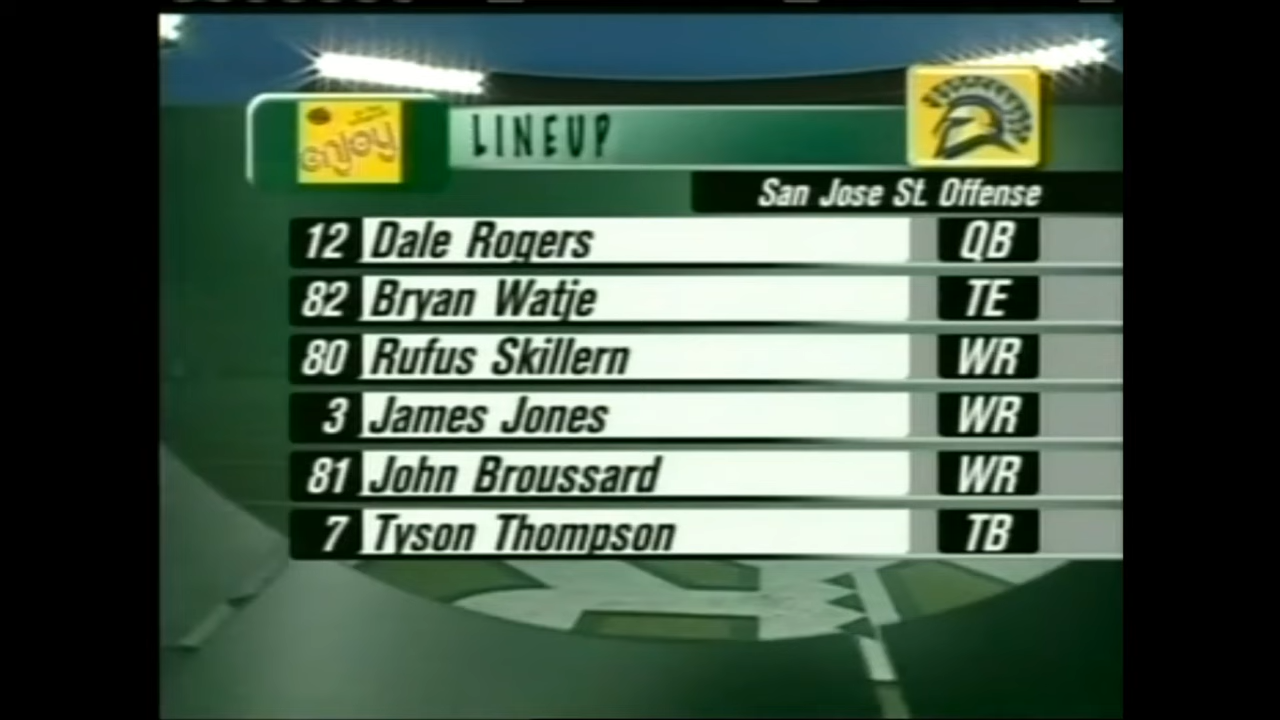 enjoy
LINEUP
San Jose St. Offense
12 Dale Rogers QB
82 Bryan Watje TE
80 Rufus Skillern WR
3 James Jones WR
81 John Broussard WR
7 Tyson Thompson TB